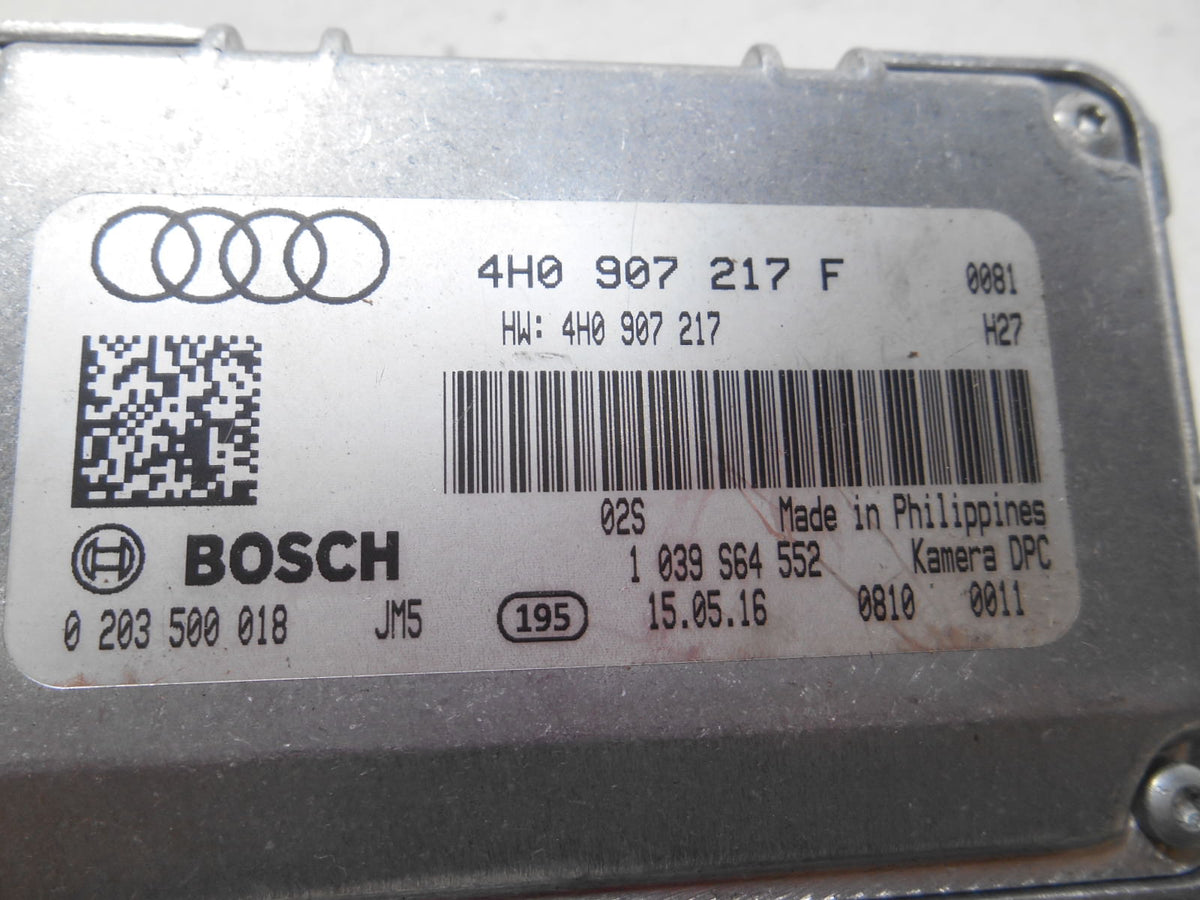 4H0 907 217 F 0081
HW: 4H0 907 217 H27
02S Made in Philippines
BOSCH 1 039 S64 552 Kamera DPC
0 203 500 018 JM5 195 15.05.16 0810 0011